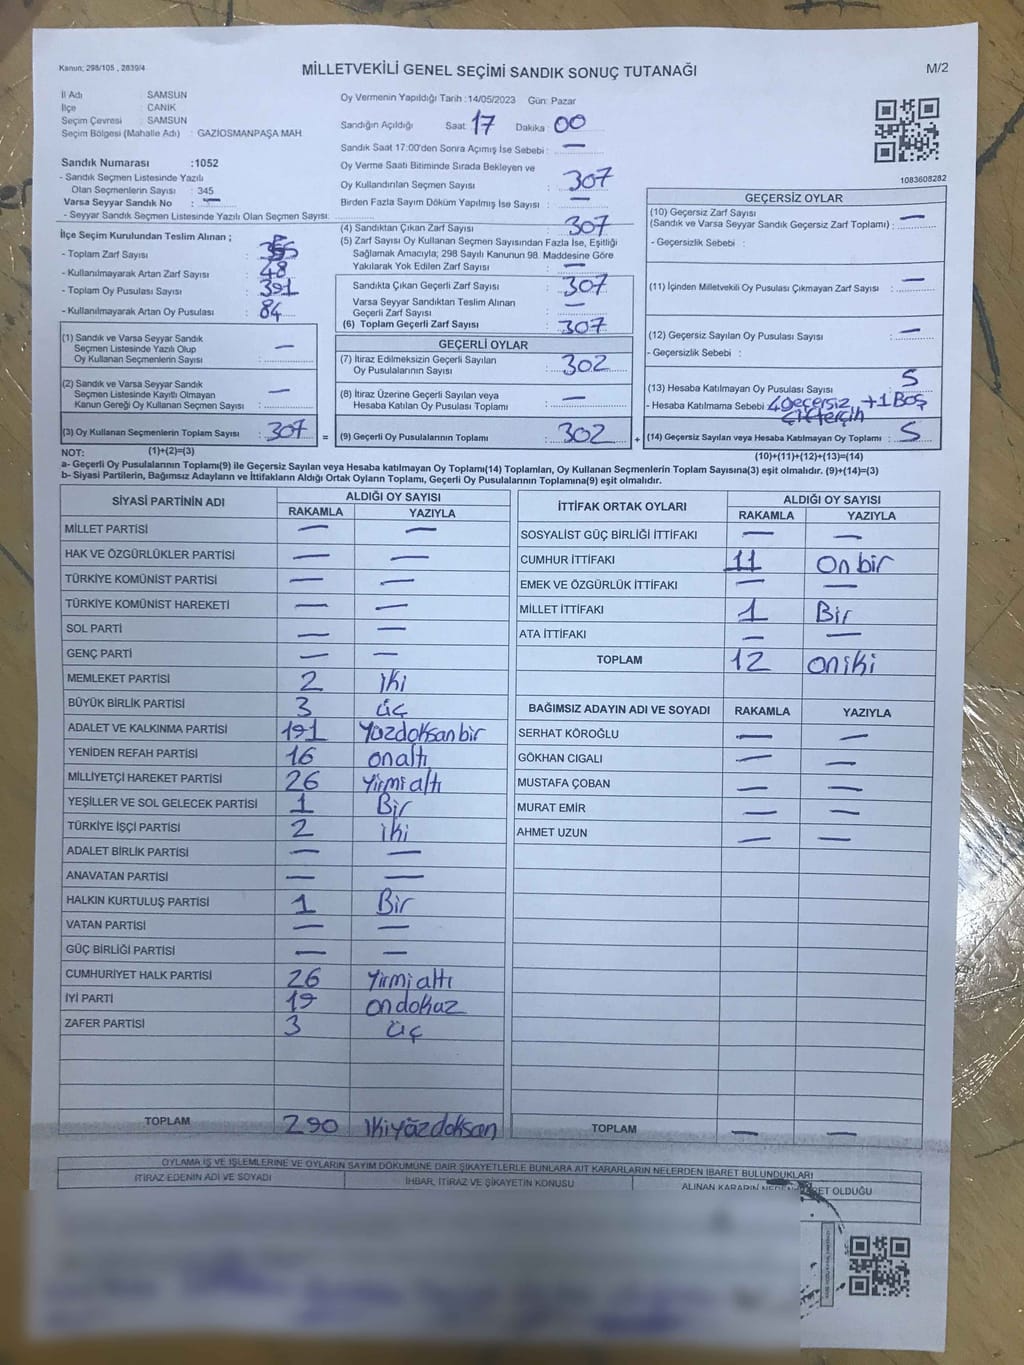 Kanun; 298/105 , 2839/4
MİLLETVEKİLİ GENEL SEÇİMİ SANDIK SONUÇ TUTANAĞI
M/2
İl Adı : SAMSUN
İlçe : CANİK
Seçim Çevresi : SAMSUN
Seçim Bölgesi (Mahalle Adı) : GAZİOSMANPAŞA MAH.
Sandık Numarası :1052
- Sandık Seçmen Listesinde Yazılı
Olan Seçmenlerin Sayısı : 345
Varsa Seyyar Sandık No : —
- Seyyar Sandık Seçmen Listesinde Yazılı Olan Seçmen Sayısı:
Oy Vermenin Yapıldığı Tarih :14/05/2023 Gün: Pazar
Sandığın Açıldığı Saat 17 Dakika 00
Sandık Saat 17:00'den Sonra Açımış İse Sebebi : —
Oy Verme Saati Bitiminde Sırada Bekleyen ve
Oy Kullandırılan Seçmen Sayısı : 307
Birden Fazla Sayım Döküm Yapılmış İse Sayısı : —
1083608282
İlçe Seçim Kurulundan Teslim Alınan ;
- Toplam Zarf Sayısı :
- Kullanılmayarak Artan Zarf Sayısı : 48
- Toplam Oy Pusulası Sayısı : 391
- Kullanılmayarak Artan Oy Pusulası : 84
(4) Sandıktan Çıkan Zarf Sayısı : 307
(5) Zarf Sayısı Oy Kullanan Seçmen Sayısından Fazla İse, Eşitliği
Sağlamak Amacıyla; 298 Sayılı Kanunun 98. Maddesine Göre
Yakılarak Yok Edilen Zarf Sayısı : —
Sandıkta Çıkan Geçerli Zarf Sayısı : 307
Varsa Seyyar Sandıktan Teslim Alınan
Geçerli Zarf Sayısı : —
(6) Toplam Geçerli Zarf Sayısı : 307
GEÇERSİZ OYLAR
(10) Geçersiz Zarf Sayısı
(Sandık ve Varsa Seyyar Sandık Geçersiz Zarf Toplamı) : —
- Geçersizlik Sebebi :
(11) İçinden Milletvekili Oy Pusulası Çıkmayan Zarf Sayısı : —
(12) Geçersiz Sayılan Oy Pusulası Sayısı : —
- Geçersizlik Sebebi :
(13) Hesaba Katılmayan Oy Pusulası Sayısı : 5
- Hesaba Katılmama Sebebi : 4 geçersiz +1 Boş
(14) Geçersiz Sayılan veya Hesaba Katılmayan Oy Toplamı : 5
(10)+(11)+(12)+(13)=(14)
(1) Sandık ve Varsa Seyyar Sandık
Seçmen Listesinde Yazılı Olup
Oy Kullanan Seçmenlerin Sayısı : —
(2) Sandık ve Varsa Seyyar Sandık
Seçmen Listesinde Kayıtlı Olmayan
Kanun Gereği Oy Kullanan Seçmen Sayısı : —
(3) Oy Kullanan Seçmenlerin Toplam Sayısı : 307 =
GEÇERLİ OYLAR
(7) İtiraz Edilmeksizin Geçerli Sayılan
Oy Pusulalarının Sayısı : 302
(8) İtiraz Üzerine Geçerli Sayılan veya
Hesaba Katılan Oy Pusulası Toplamı : —
(9) Geçerli Oy Pusulalarının Toplamı : 302 +
NOT: (1)+(2)=(3)
a- Geçerli Oy Pusulalarının Toplamı(9) ile Geçersiz Sayılan veya Hesaba katılmayan Oy Toplamı(14) Toplamları, Oy Kullanan Seçmenlerin Toplam Sayısına(3) eşit olmalıdır. (9)+(14)=(3)
b- Siyasi Partilerin, Bağımsız Adayların ve İttifakların Aldığı Ortak Oyların Toplamı, Geçerli Oy Pusulalarının Toplamına(9) eşit olmalıdır.
SİYASİ PARTİNİN ADI ALDIĞI OY SAYISI
RAKAMLA YAZIYLA
MİLLET PARTİSİ — —
HAK VE ÖZGÜRLÜKLER PARTİSİ — —
TÜRKİYE KOMÜNİST PARTİSİ — —
TÜRKİYE KOMÜNİST HAREKETİ — —
SOL PARTİ — —
GENÇ PARTİ — —
MEMLEKET PARTİSİ 2 iki
BÜYÜK BİRLİK PARTİSİ 3 üç
ADALET VE KALKINMA PARTİSİ 191 Yüzdoksanbir
YENİDEN REFAH PARTİSİ 16 onaltı
MİLLİYETÇİ HAREKET PARTİSİ 26 Yirmialtı
YEŞİLLER VE SOL GELECEK PARTİSİ 1 Bir
TÜRKİYE İŞÇİ PARTİSİ 2 iki
ADALET BİRLİK PARTİSİ — —
ANAVATAN PARTİSİ — —
HALKIN KURTULUŞ PARTİSİ 1 Bir
VATAN PARTİSİ — —
GÜÇ BİRLİĞİ PARTİSİ — —
CUMHURİYET HALK PARTİSİ 26 Yirmialtı
İYİ PARTİ 19 ondokuz
ZAFER PARTİSİ 3 üç
TOPLAM 290 ikiyüzdoksan
İTTİFAK ORTAK OYLARI ALDIĞI OY SAYISI
RAKAMLA YAZIYLA
SOSYALİST GÜÇ BİRLİĞİ İTTİFAKI — —
CUMHUR İTTİFAKI 11 Onbir
EMEK VE ÖZGÜRLÜK İTTİFAKI — —
MİLLET İTTİFAKI 1 Bir
ATA İTTİFAKI — —
TOPLAM 12 oniki
BAĞIMSIZ ADAYIN ADI VE SOYADI RAKAMLA YAZIYLA
SERHAT KÖROĞLU — —
GÖKHAN CIGALI — —
MUSTAFA ÇOBAN — —
MURAT EMİR — —
AHMET UZUN — —
TOPLAM — —
OYLAMA İŞ VE İŞLEMLERİNE VE OYLARIN SAYIM DÖKÜMÜNE DAİR ŞİKAYETLERLE BUNLARA AİT KARARLARIN NELERDEN İBARET BULUNDUKLARI
İTİRAZ EDENİN ADI VE SOYADI İHBAR, İTİRAZ VE ŞİKAYETİN KONUSU ALINAN KARARIN OLDUĞU